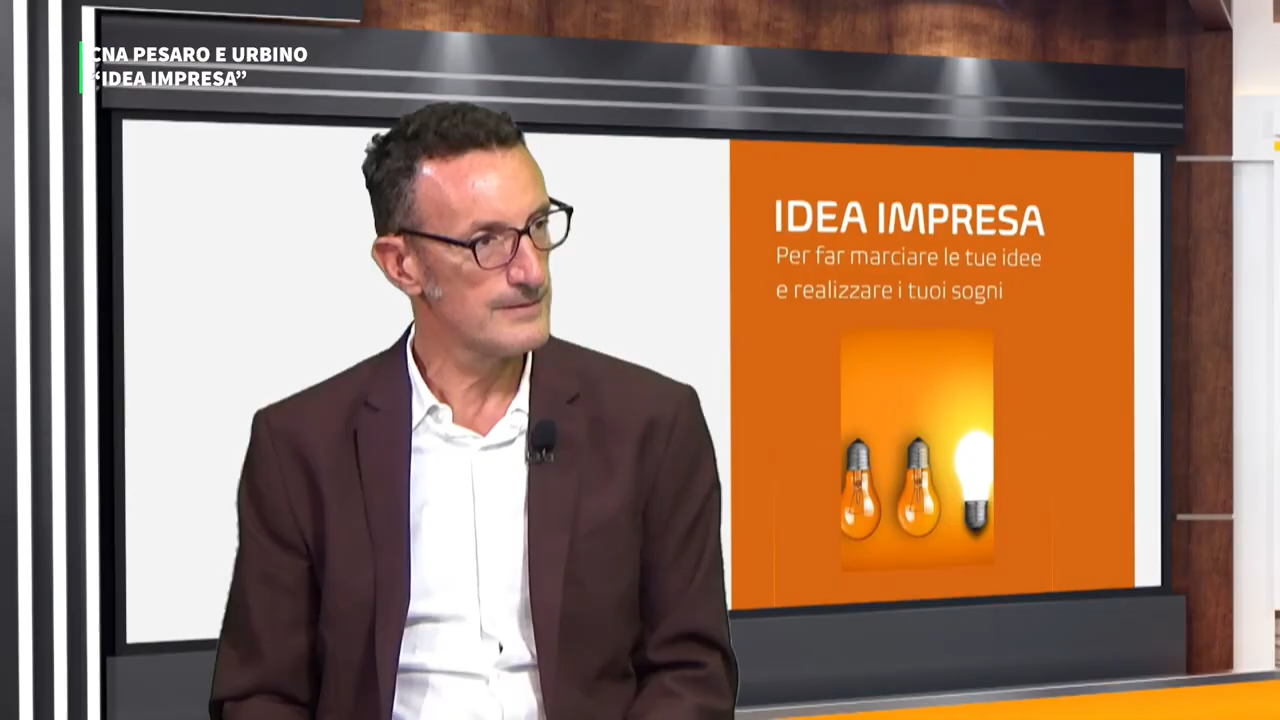 CNA PESARO E URBINO
“IDEA IMPRESA”
IDEA IMPRESA
Per far marciare le tue idee
e realizzare i tuoi sogni